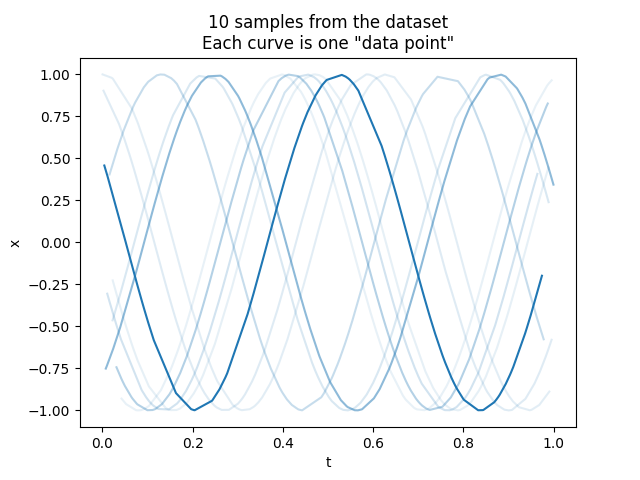 10 samples from the dataset
Each curve is one "data point"
1.00
0.75
0.50
0.25
0.00
−0.25
−0.50
−0.75
−1.00
x
0.0 0.2 0.4 0.6 0.8 1.0
t